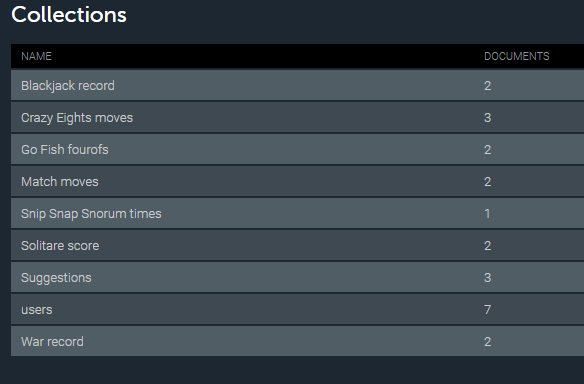 Collections
NAME DOCUMENTS
Blackjack record 2
Crazy Eights moves 3
Go Fish fourofs 2
Match moves 2
Snip Snap Snorum times 1
Solitare score 2
Suggestions 3
users 7
War record 2